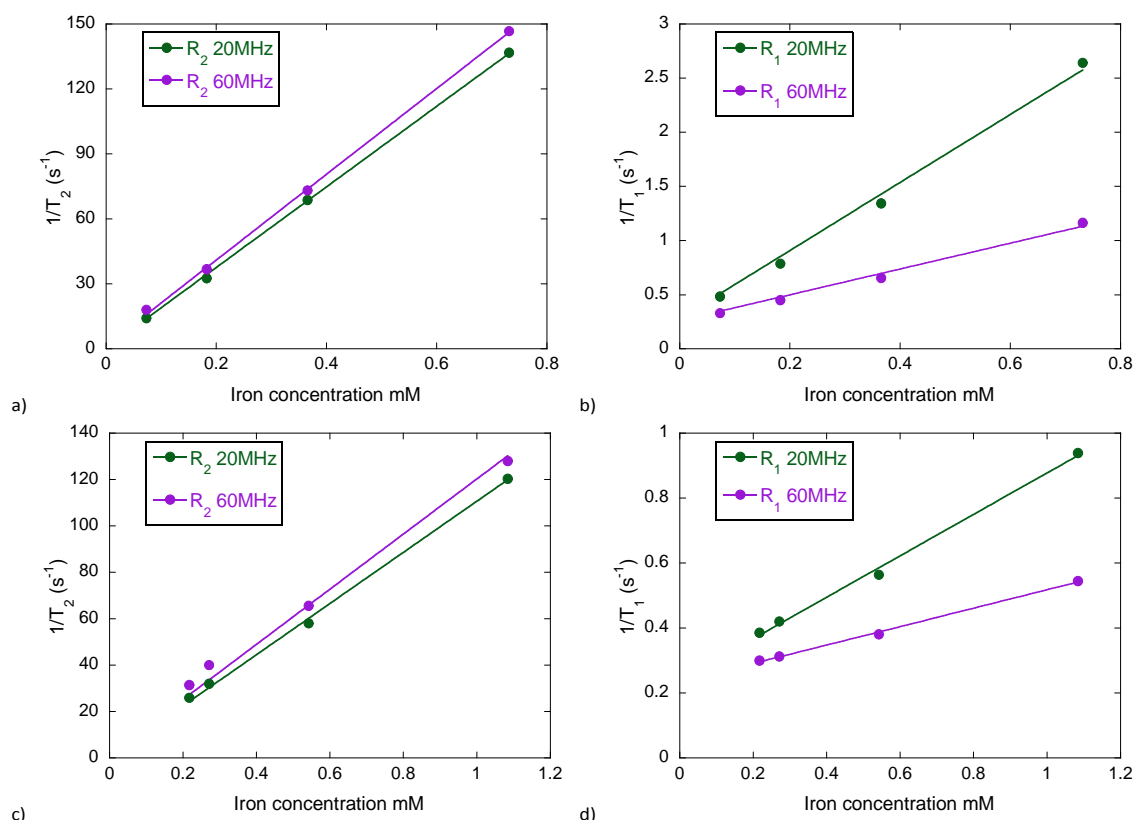 150
120
90
60
30
0
1/T2 (s-1)
R2 20MHz
R2 60MHz
0 0.2 0.4 0.6 0.8
Iron concentration mM
a)
3
2.5
2
1.5
1
0.5
0
1/T1 (s-1)
R1 20MHz
R1 60MHz
0 0.2 0.4 0.6 0.8
Iron concentration mM
b)
140
120
100
80
60
40
20
0
1/T2 (s-1)
R2 20MHz
R2 60MHz
0 0.2 0.4 0.6 0.8 1 1.2
Iron concentration mM
c)
1
0.8
0.6
0.4
0.2
0
1/T1 (s-1)
R1 20MHz
R1 60MHz
0 0.2 0.4 0.6 0.8 1 1.2
Iron concentration mM
d)